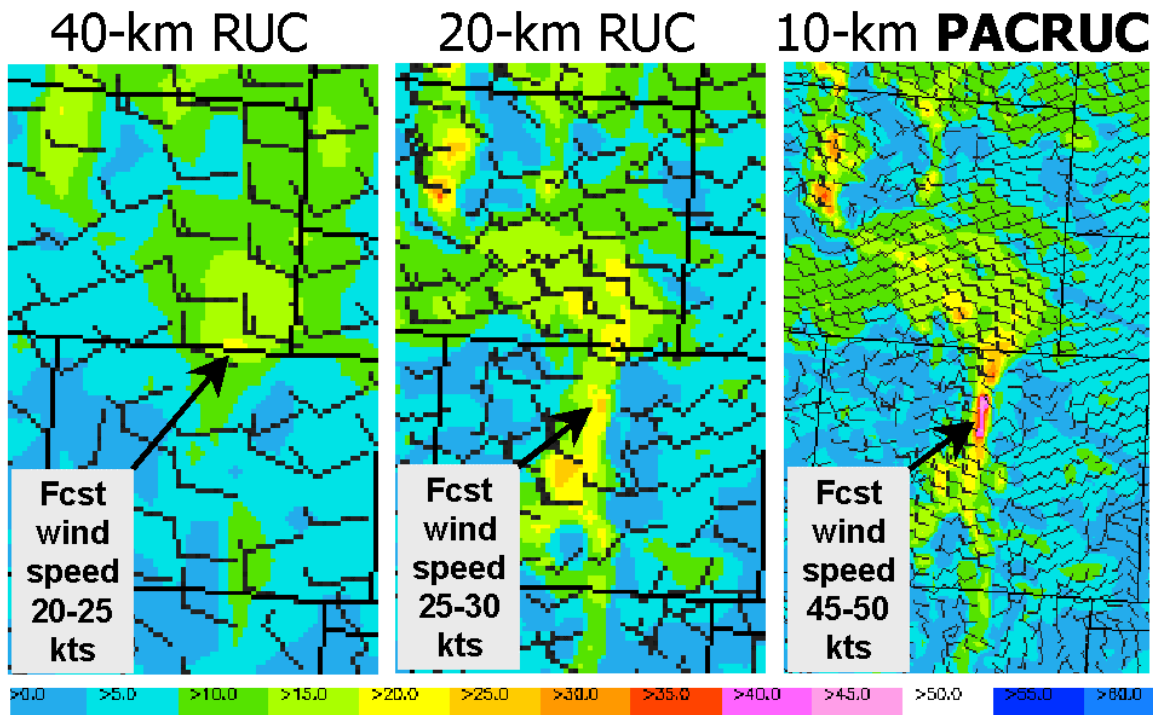 40-km RUC
20-km RUC
10-km PACRUC
Fcst
wind
speed
20-25
kts
Fcst
wind
speed
25-30
kts
Fcst
wind
speed
45-50
kts
>0.0 >5.0 >10.0 >15.0 >20.0 >25.0 >30.0 >35.0 >40.0 >45.0 >50.0 >55.0 >60.0